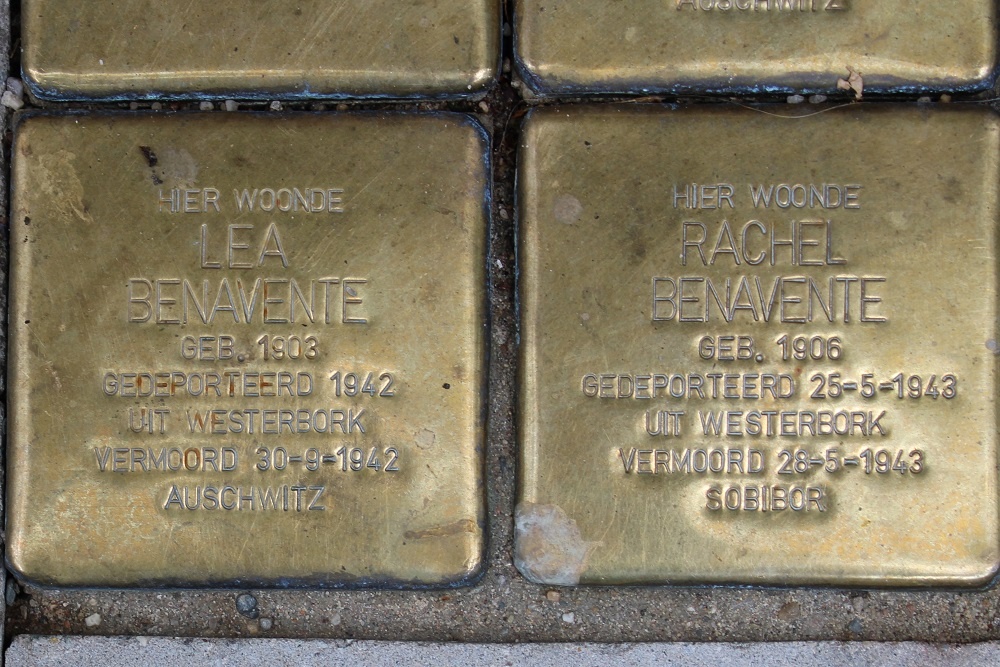 AUSCHWITZ
HIER WOONDE
LEA
BENAVENTE
GEB. 1903
GEDEPORTEERD 1942
UIT WESTERBORK
VERMOORD 30-9-1942
AUSCHWITZ
HIER WOONDE
RACHEL
BENAVENTE
GEB. 1906
GEDEPORTEERD 25-5-1943
UIT WESTERBORK
VERMOORD 28-5-1943
SOBIBOR